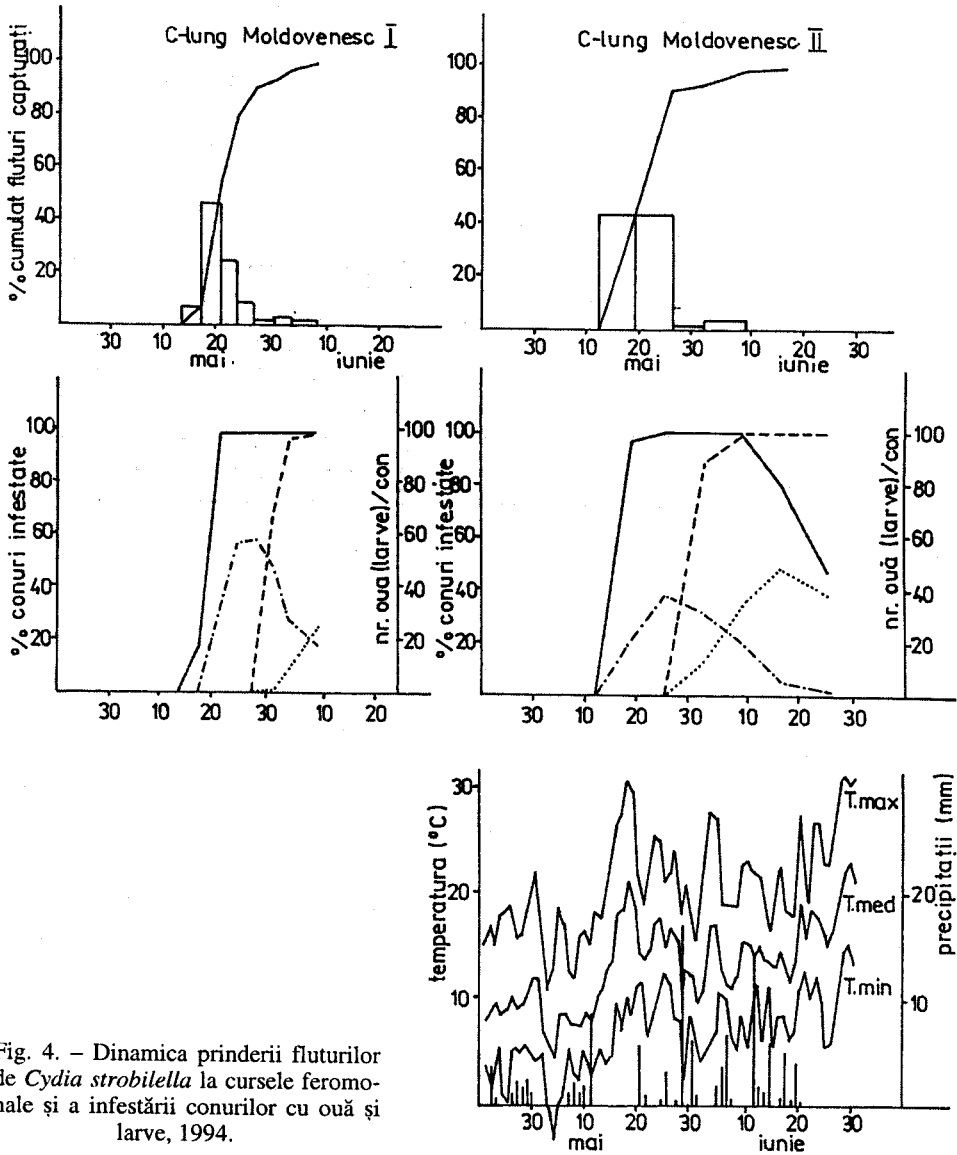 C-lung Moldovenesc I
% cumulat fluturi capturați
100
80
60
40
20
30 10 20 30 10 20
mai iunie
C-lung Moldovenesc II
100
80
60
40
20
30 10 20 30 10 20 30
mai iunie
% conuri infestate
100
80
60
40
20
100
80
60
40
20
nr. oua (larve)/con
30 10 20 30 10 20
% conuri infestate
100
80
60
40
20
100
80
60
40
20
nr. ouă (larve)/con
30 10 20 30 10 20 30
temperatura (°C)
30
20
10
T.max
T.med
T.min
20
10
precipitații (mm)
30 10 20 30 10 20 30
mai iunie
Fig. 4. – Dinamica prinderii fluturilor
de Cydia strobilella la cursele feromo-
nale și a infestării conurilor cu ouă și
larve, 1994.